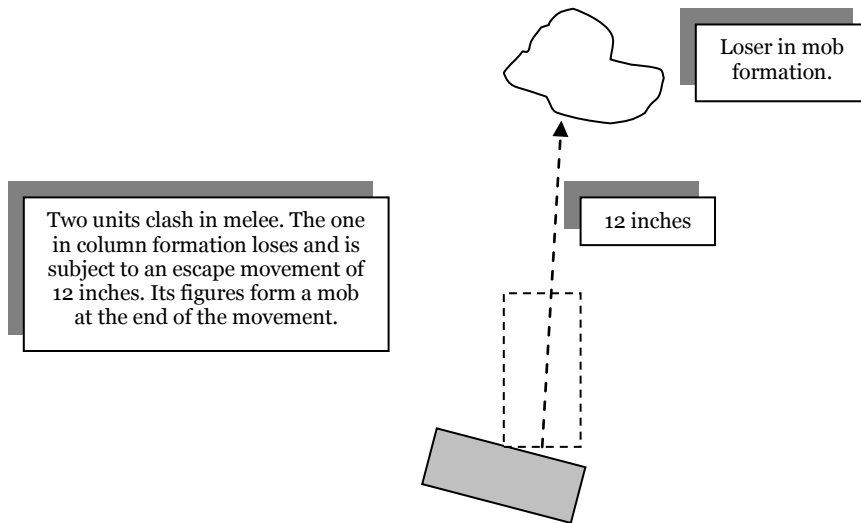 Loser in mob
formation.
Two units clash in melee. The one
in column formation loses and is
subject to an escape movement of
12 inches. Its figures form a mob
at the end of the movement.
12 inches